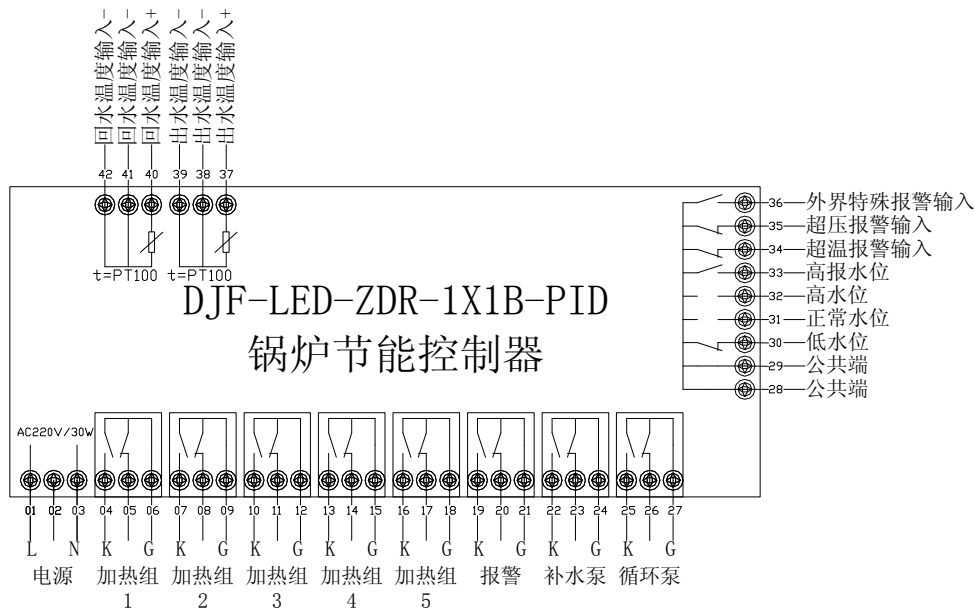 回水温度输入-
回水温度输入-
回水温度输入+
出水温度输入-
出水温度输入-
出水温度输入+
42 41 40 39 38 37
t=PT100 t=PT100
36 外界特殊报警输入
35 超压报警输入
34 超温报警输入
33 高报水位
32 高水位
31 正常水位
30 低水位
29 公共端
28 公共端
DJF-LED-ZDR-1X1B-PID
锅炉节能控制器
AC220V/30W
01 02 03 04 05 06 07 08 09 10 11 12 13 14 15 16 17 18 19 20 21 22 23 24 25 26 27
L N K G K G K G K G K G K G K G K G
电源 加热组 加热组 加热组 加热组 加热组 报警 补水泵 循环泵
1 2 3 4 5